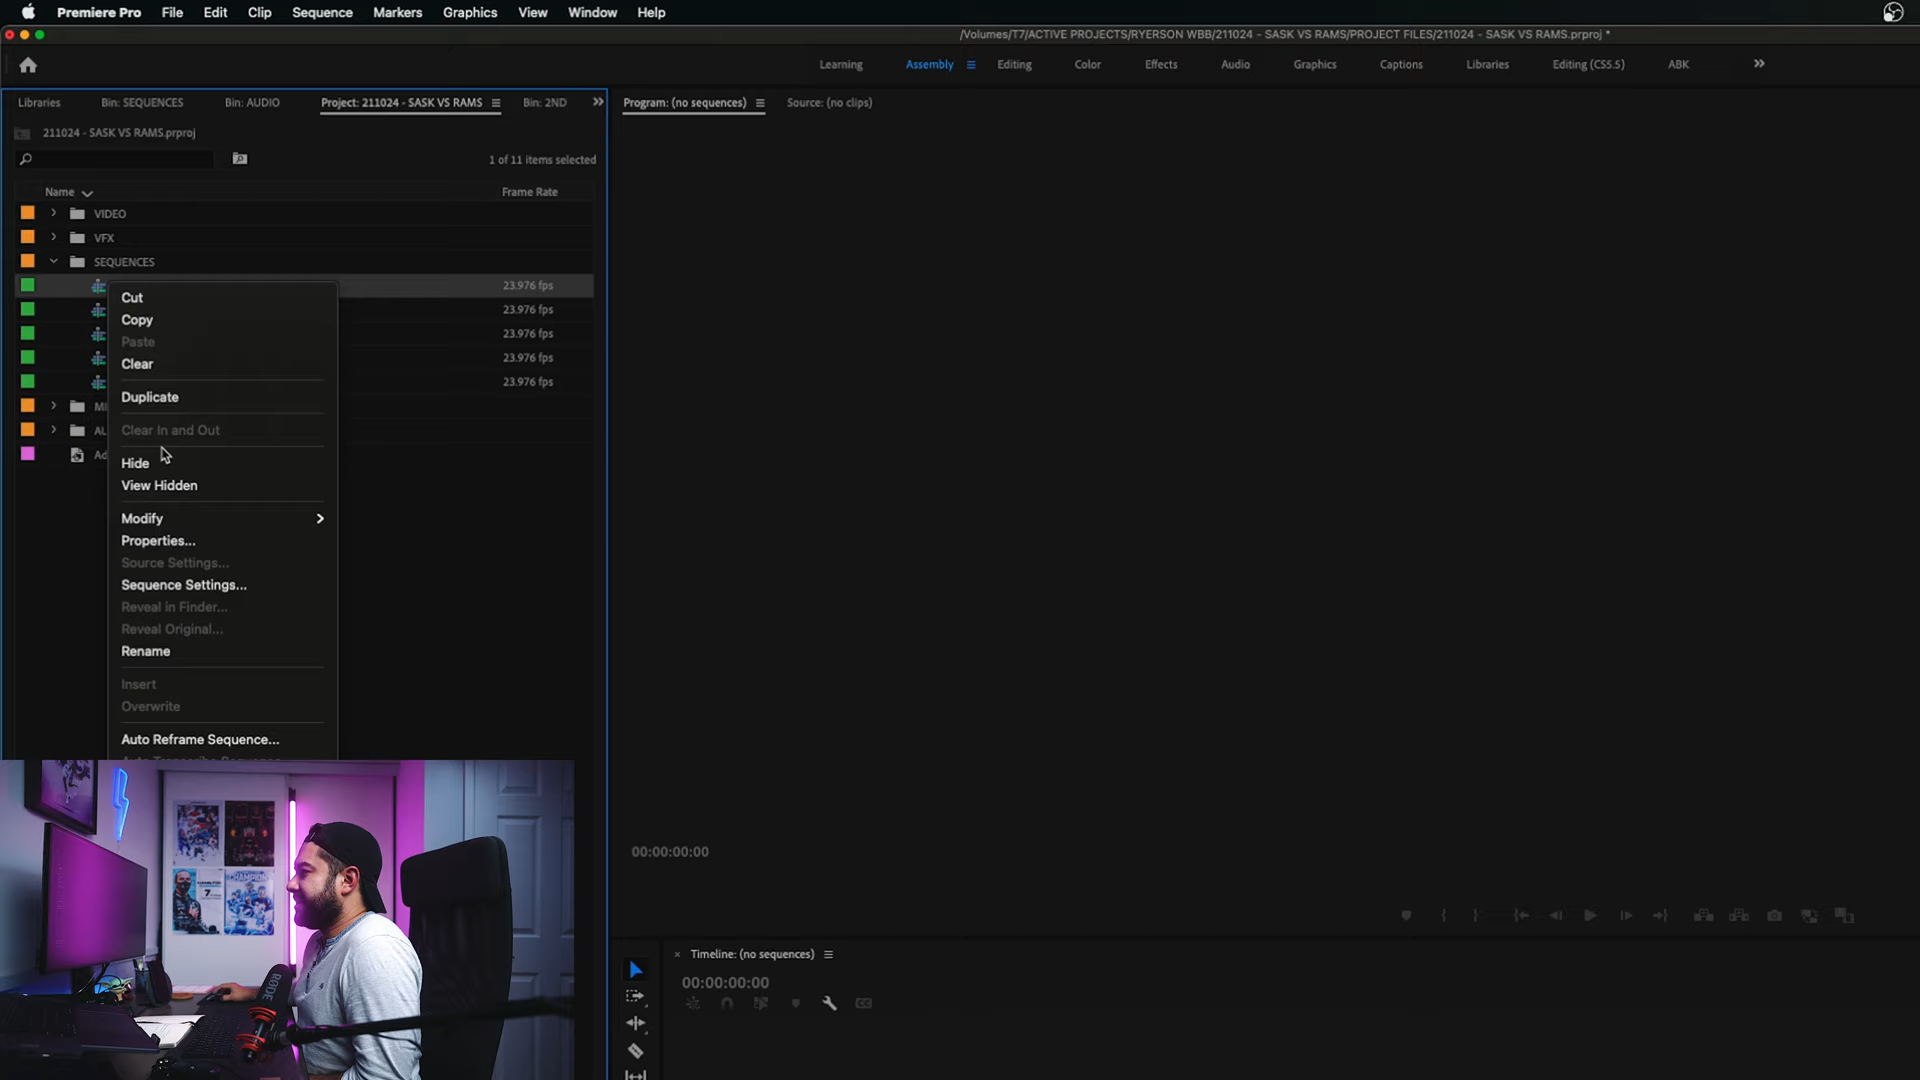 Premiere Pro File Edit Clip Sequence Markers Graphics View Window Help
/Volumes/T7/ACTIVE PROJECTS/RYERSON WBB/211024 - SASK VS RAMS/PROJECT FILES/211024 - SASK VS RAMS.prproj *
Learning Assembly Editing Color Effects Audio Graphics Captions Libraries Editing (CS5.5) ABK
Libraries Bin: SEQUENCES Bin: AUDIO Project: 211024 - SASK VS RAMS Bin: 2ND
Program: (no sequences) Source: (no clips)
211024 - SASK VS RAMS.prproj
1 of 11 items selected
Name Frame Rate
VIDEO
VFX
SEQUENCES
23.976 fps
23.976 fps
23.976 fps
23.976 fps
23.976 fps
Cut
Copy
Paste
Clear
Duplicate
Clear In and Out
Hide
View Hidden
Modify
Properties...
Source Settings...
Sequence Settings...
Reveal in Finder...
Reveal Original...
Rename
Insert
Overwrite
Auto Reframe Sequence...
00:00:00:00
Timeline: (no sequences)
00:00:00:00
RØDE